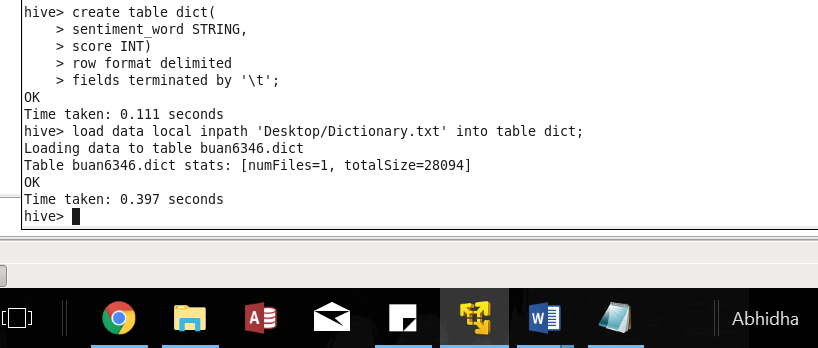 hive> create table dict(
    > sentiment_word STRING,
    > score INT)
    > row format delimited
    > fields terminated by '\t';
OK
Time taken: 0.111 seconds
hive> load data local inpath 'Desktop/Dictionary.txt' into table dict;
Loading data to table buan6346.dict
Table buan6346.dict stats: [numFiles=1, totalSize=28094]
OK
Time taken: 0.397 seconds
hive>
A
W
Abhidha